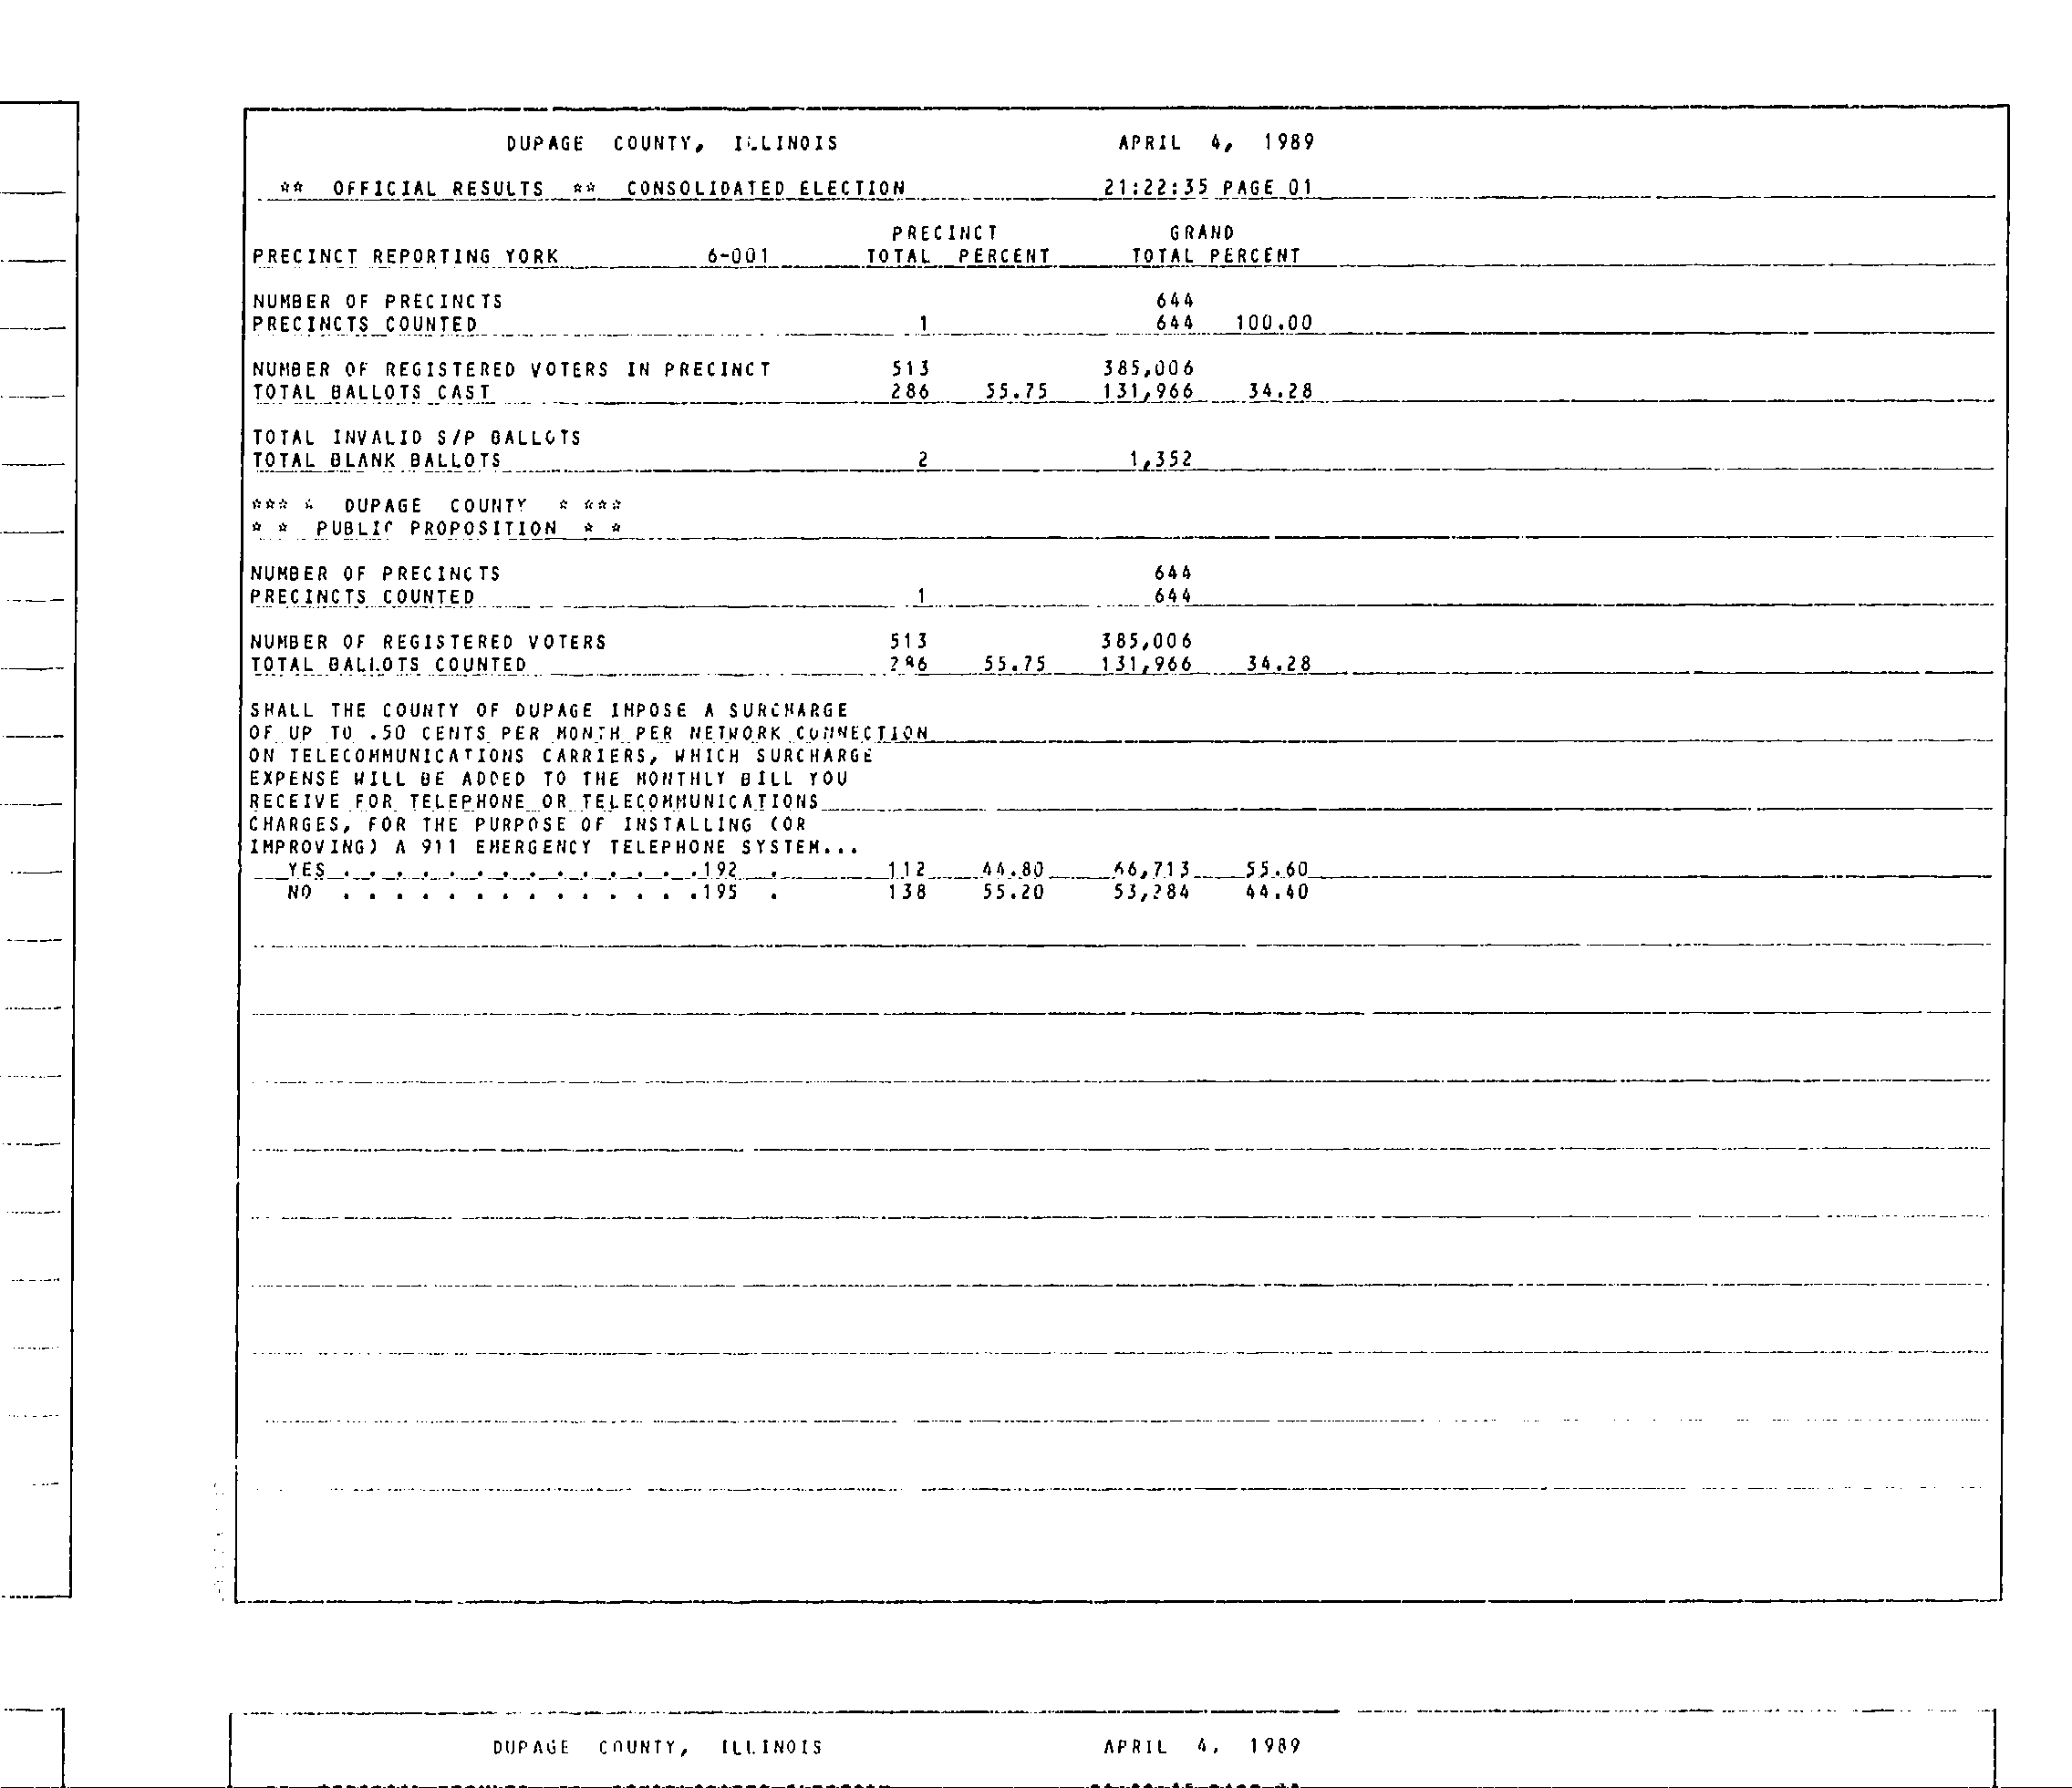 DUPAGE COUNTY, ILLINOIS APRIL 4, 1989
** OFFICIAL RESULTS ** CONSOLIDATED ELECTION 21:22:35 PAGE 01
PRECINCT GRAND
PRECINCT REPORTING YORK 6-001 TOTAL PERCENT TOTAL PERCENT
NUMBER OF PRECINCTS 644
PRECINCTS COUNTED 1 644 100.00
NUMBER OF REGISTERED VOTERS IN PRECINCT 513 385,006
TOTAL BALLOTS CAST 286 55.75 131,966 34.28
TOTAL INVALID S/P BALLOTS
TOTAL BLANK BALLOTS 2 1,352
*** * DUPAGE COUNTY * ***
* * PUBLIC PROPOSITION * *
NUMBER OF PRECINCTS 644
PRECINCTS COUNTED 1 644
NUMBER OF REGISTERED VOTERS 513 385,006
TOTAL BALLOTS COUNTED 286 55.75 131,966 34.28
SHALL THE COUNTY OF DUPAGE IMPOSE A SURCHARGE
OF UP TO .50 CENTS PER MONTH PER NETWORK CONNECTION
ON TELECOMMUNICATIONS CARRIERS, WHICH SURCHARGE
EXPENSE WILL BE ADDED TO THE MONTHLY BILL YOU
RECEIVE FOR TELEPHONE OR TELECOMMUNICATIONS
CHARGES, FOR THE PURPOSE OF INSTALLING (OR
IMPROVING) A 911 EMERGENCY TELEPHONE SYSTEM...
YES . . . . . . . . . . . . . .192 . 112 44.80 66,713 55.60
NO . . . . . . . . . . . . . .195 . 138 55.20 53,284 44.40
DUPAGE COUNTY, ILLINOIS APRIL 4, 1989